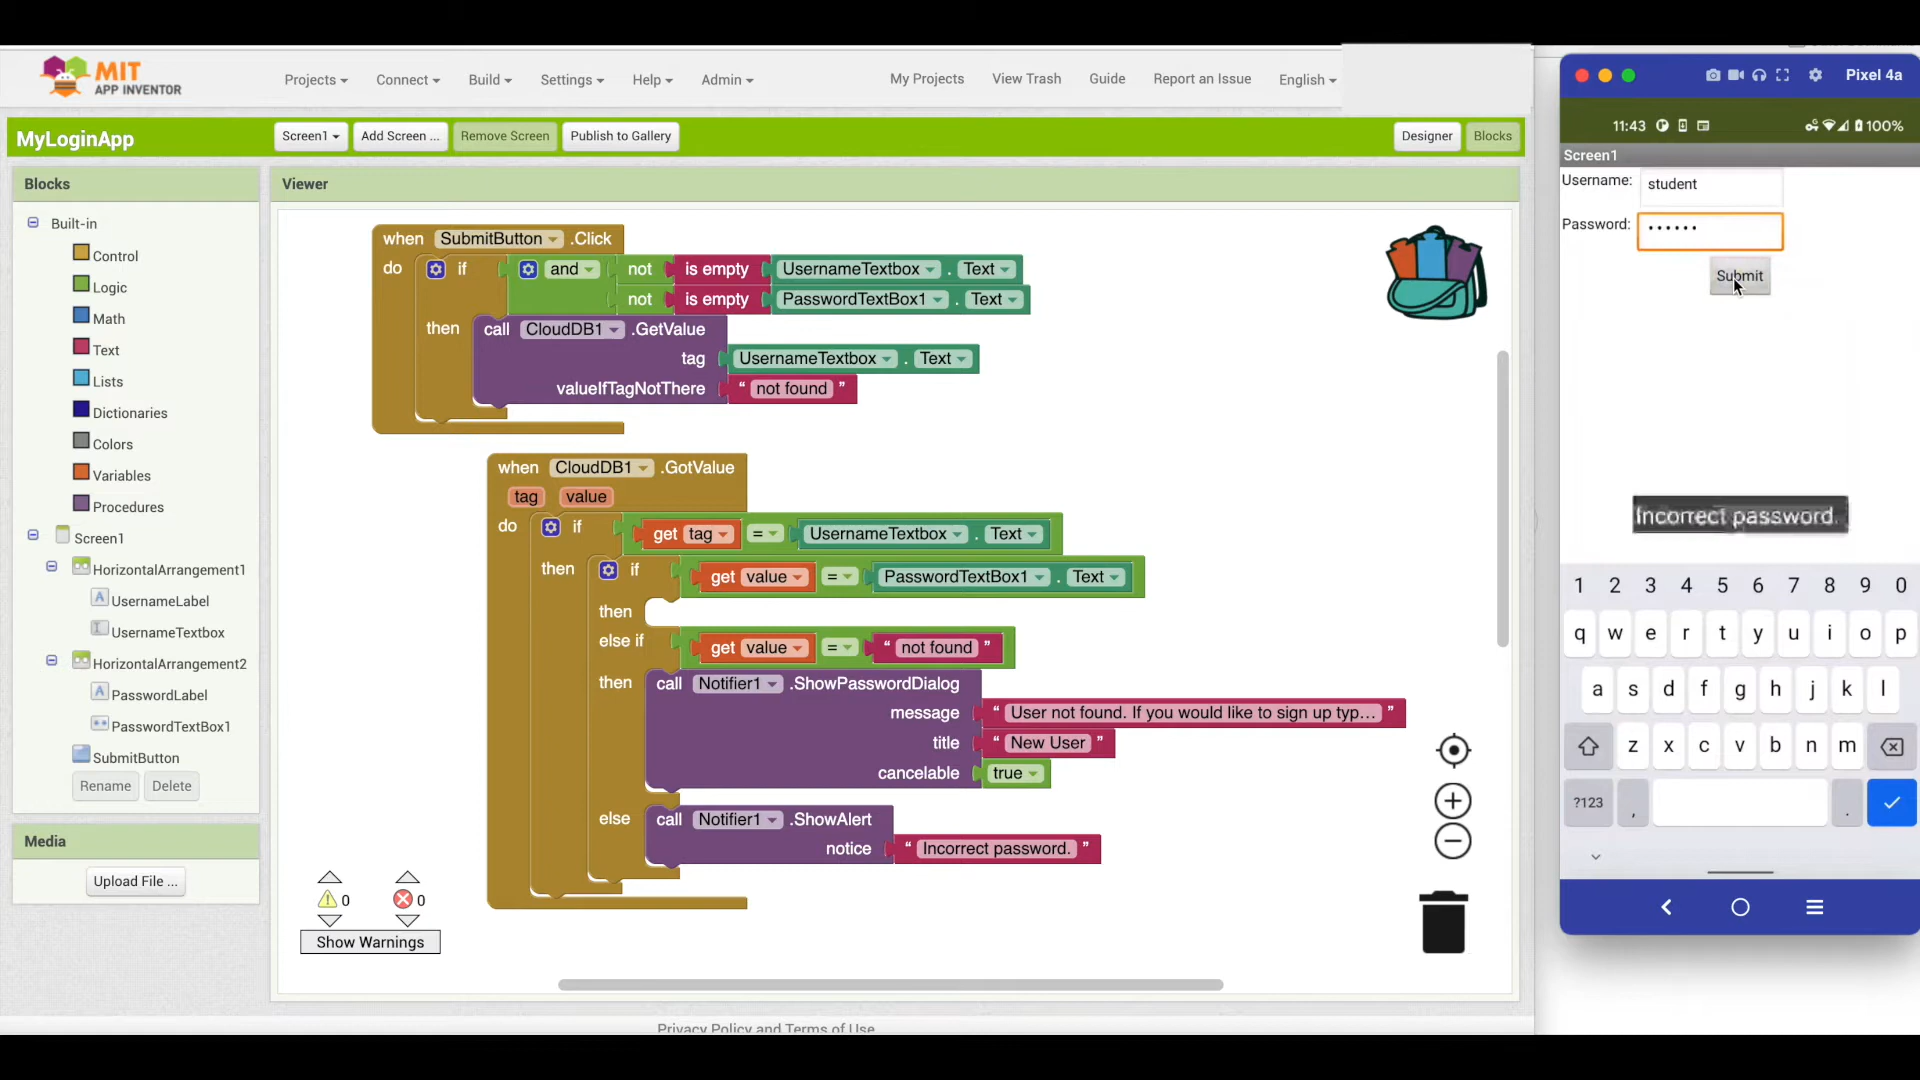 MIT
APP INVENTOR
Projects
Connect
Build
Settings
Help
Admin
My Projects
View Trash
Guide
Report an Issue
English
MyLoginApp
Screen1
Add Screen ...
Remove Screen
Publish to Gallery
Designer
Blocks
Blocks
Built-in
Control
Logic
Math
Text
Lists
Dictionaries
Colors
Variables
Procedures
Screen1
HorizontalArrangement1
UsernameLabel
UsernameTextbox
HorizontalArrangement2
PasswordLabel
PasswordTextBox1
SubmitButton
Rename Delete
Media
Upload File ...
Viewer
when SubmitButton .Click
do if and not is empty UsernameTextbox . Text
not is empty PasswordTextBox1 . Text
then call CloudDB1 .GetValue
tag UsernameTextbox . Text
valueIfTagNotThere “ not found ”
when CloudDB1 .GotValue
tag value
do if get tag = UsernameTextbox . Text
then if get value = PasswordTextBox1 . Text
then
else if get value = “ not found ”
then call Notifier1 .ShowPasswordDialog
message “ User not found. If you would like to sign up typ... ”
title “ New User ”
cancelable true
else call Notifier1 .ShowAlert
notice “ Incorrect password. ”
0 0
Show Warnings
Privacy Policy and Terms of Use
Pixel 4a
11:43 100%
Screen1
Username: student
Password: ••••••
Submit
Incorrect password.
1 2 3 4 5 6 7 8 9 0
q w e r t y u i o p
a s d f g h j k l
z x c v b n m
?123 , .